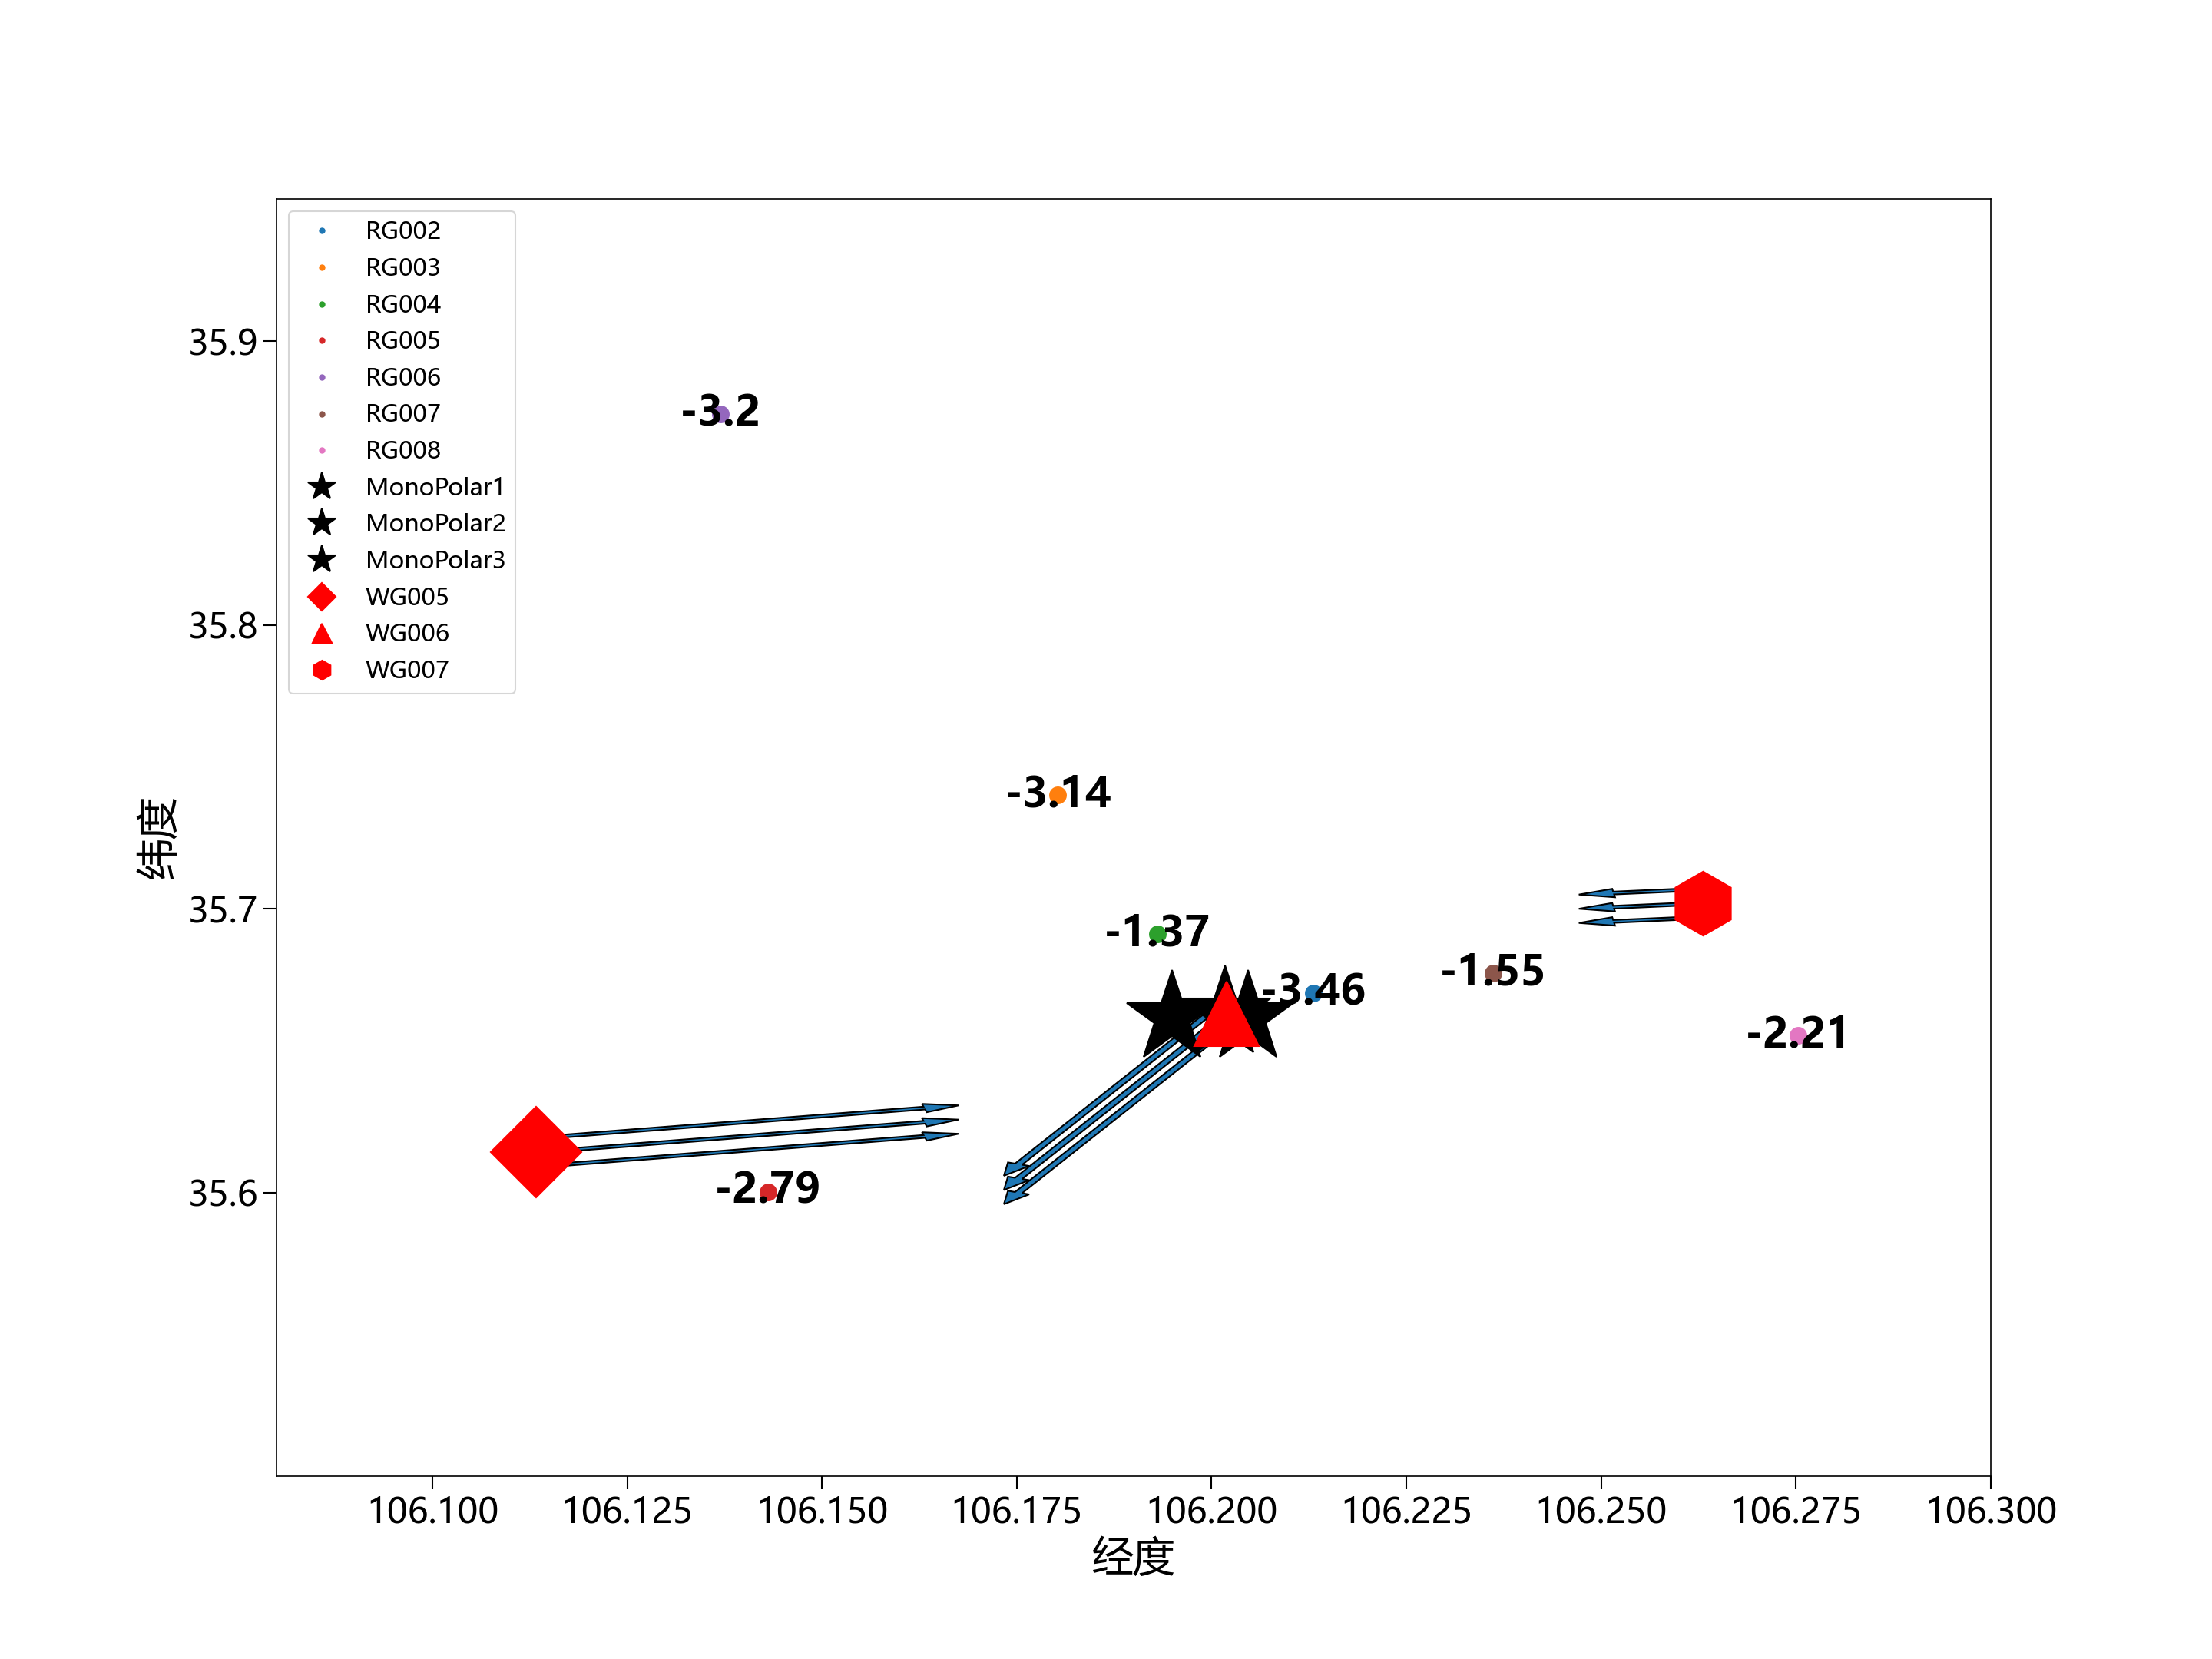 RG002
RG003
RG004
RG005
RG006
RG007
RG008
MonoPolar1
MonoPolar2
MonoPolar3
WG005
WG006
WG007
35.9
35.8
35.7
35.6
纬度
-3.2
-3.14
-1.37
-3.46
-1.55
-2.21
-2.79
106.100
106.125
106.150
106.175
106.200
106.225
106.250
106.275
106.300
经度